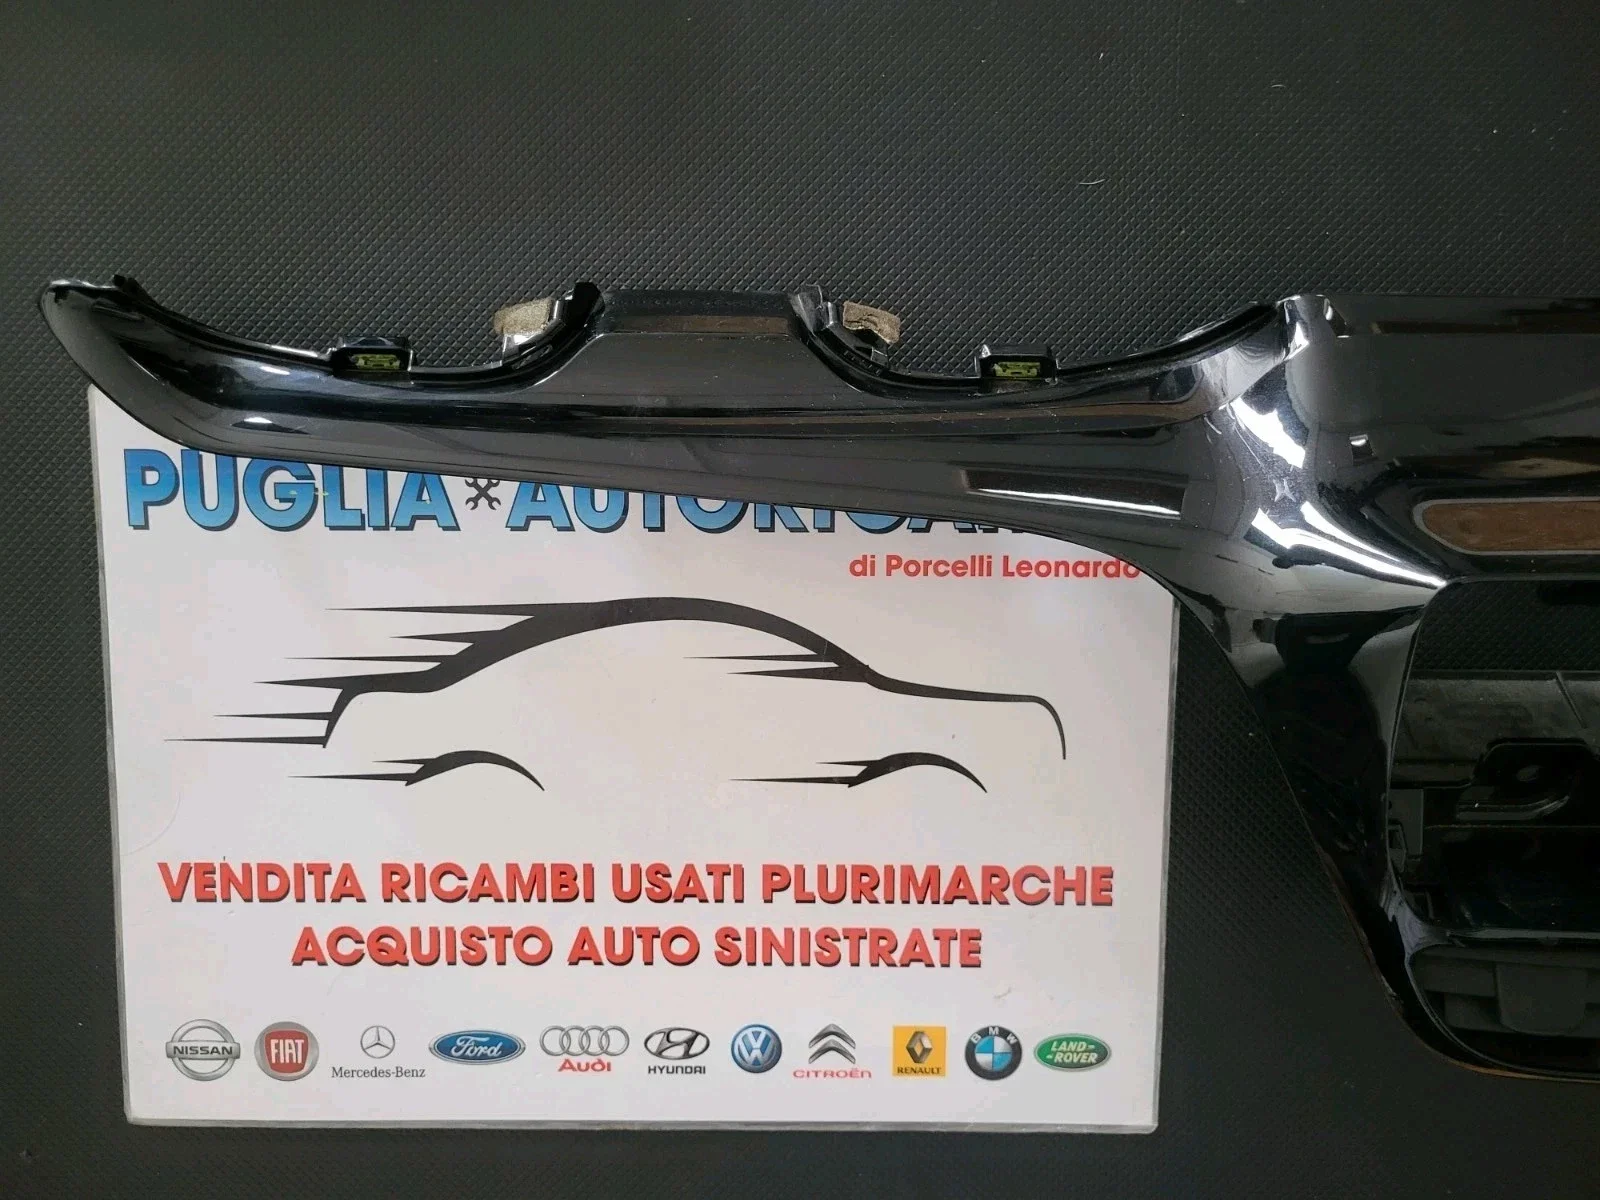 PUGLIA AUTORICA
di Porcelli Leonardo
VENDITA RICAMBI USATI PLURIMARCHE
ACQUISTO AUTO SINISTRATE
NISSAN FIAT Mercedes-Benz Ford Audi HYUNDAI CITROËN RENAULT BMW LAND-ROVER